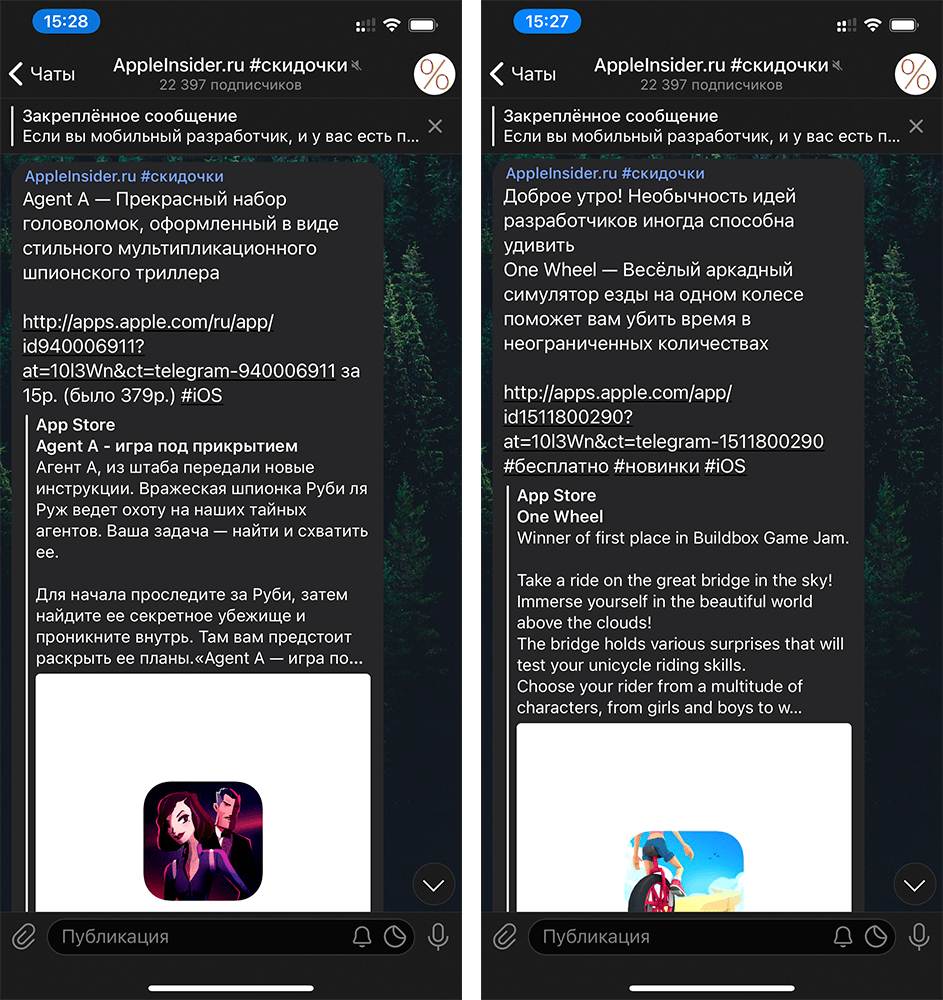 15:28
Чаты
AppleInsider.ru #скидочки
22 397 подписчиков
%
Закреплённое сообщение
Если вы мобильный разработчик, и у вас есть п...
AppleInsider.ru #скидочки
Agent A — Прекрасный набор
головоломок, оформленный в виде
стильного мультипликационного
шпионского триллера
http://apps.apple.com/ru/app/
id940006911?
at=10l3Wn&ct=telegram-940006911 за
15р. (было 379р.) #iOS
App Store
Agent A - игра под прикрытием
Агент А, из штаба передали новые
инструкции. Вражеская шпионка Руби ля
Руж ведет охоту на наших тайных
агентов. Ваша задача — найти и схватить
ее.
Для начала проследите за Руби, затем
найдите ее секретное убежище и
проникните внутрь. Там вам предстоит
раскрыть ее планы.«Agent A — игра по...
Публикация
15:27
Чаты
AppleInsider.ru #скидочки
22 397 подписчиков
%
Закреплённое сообщение
Если вы мобильный разработчик, и у вас есть п...
AppleInsider.ru #скидочки
Доброе утро! Необычность идей
разработчиков иногда способна
удивить
One Wheel — Весёлый аркадный
симулятор езды на одном колесе
поможет вам убить время в
неограниченных количествах
http://apps.apple.com/app/
id1511800290?
at=10l3Wn&ct=telegram-1511800290
#бесплатно #новинки #iOS
App Store
One Wheel
Winner of first place in Buildbox Game Jam.
Take a ride on the great bridge in the sky!
Immerse yourself in the beautiful world
above the clouds!
The bridge holds various surprises that will
test your unicycle riding skills.
Choose your rider from a multitude of
characters, from girls and boys to w...
Публикация